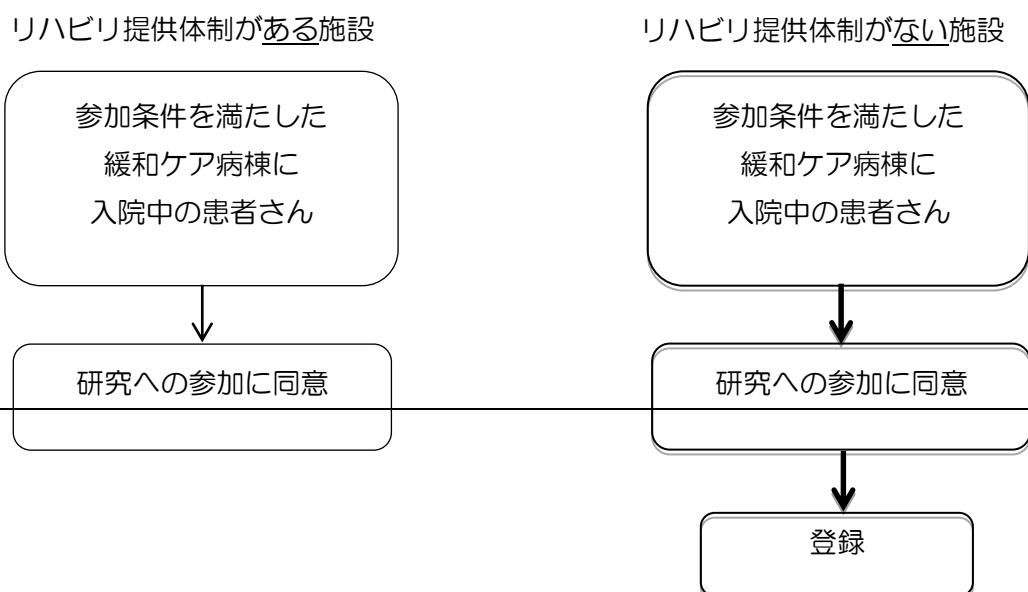 リハビリ提供体制がある施設
参加条件を満たした
緩和ケア病棟に
入院中の患者さん
研究への参加に同意
リハビリ提供体制がない施設
参加条件を満たした
緩和ケア病棟に
入院中の患者さん
研究への参加に同意
登録